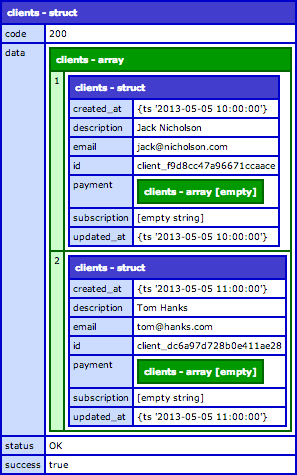 clients - struct
code 200
data clients - array
1 clients - struct
created_at {ts '2013-05-05 10:00:00'}
description Jack Nicholson
email jack@nicholson.com
id client_f9d8cc47a96671ccaace
payment clients - array [empty]
subscription [empty string]
updated_at {ts '2013-05-05 10:00:00'}
2 clients - struct
created_at {ts '2013-05-05 11:00:00'}
description Tom Hanks
email tom@hanks.com
id client_dc6a97d728b0e411ae28
payment clients - array [empty]
subscription [empty string]
updated_at {ts '2013-05-05 11:00:00'}
status OK
success true